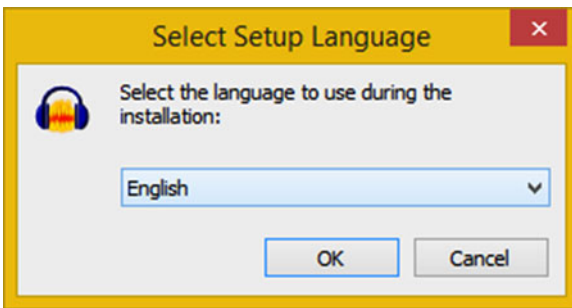 Select Setup Language
Select the language to use during the
installation:
English
OK
Cancel